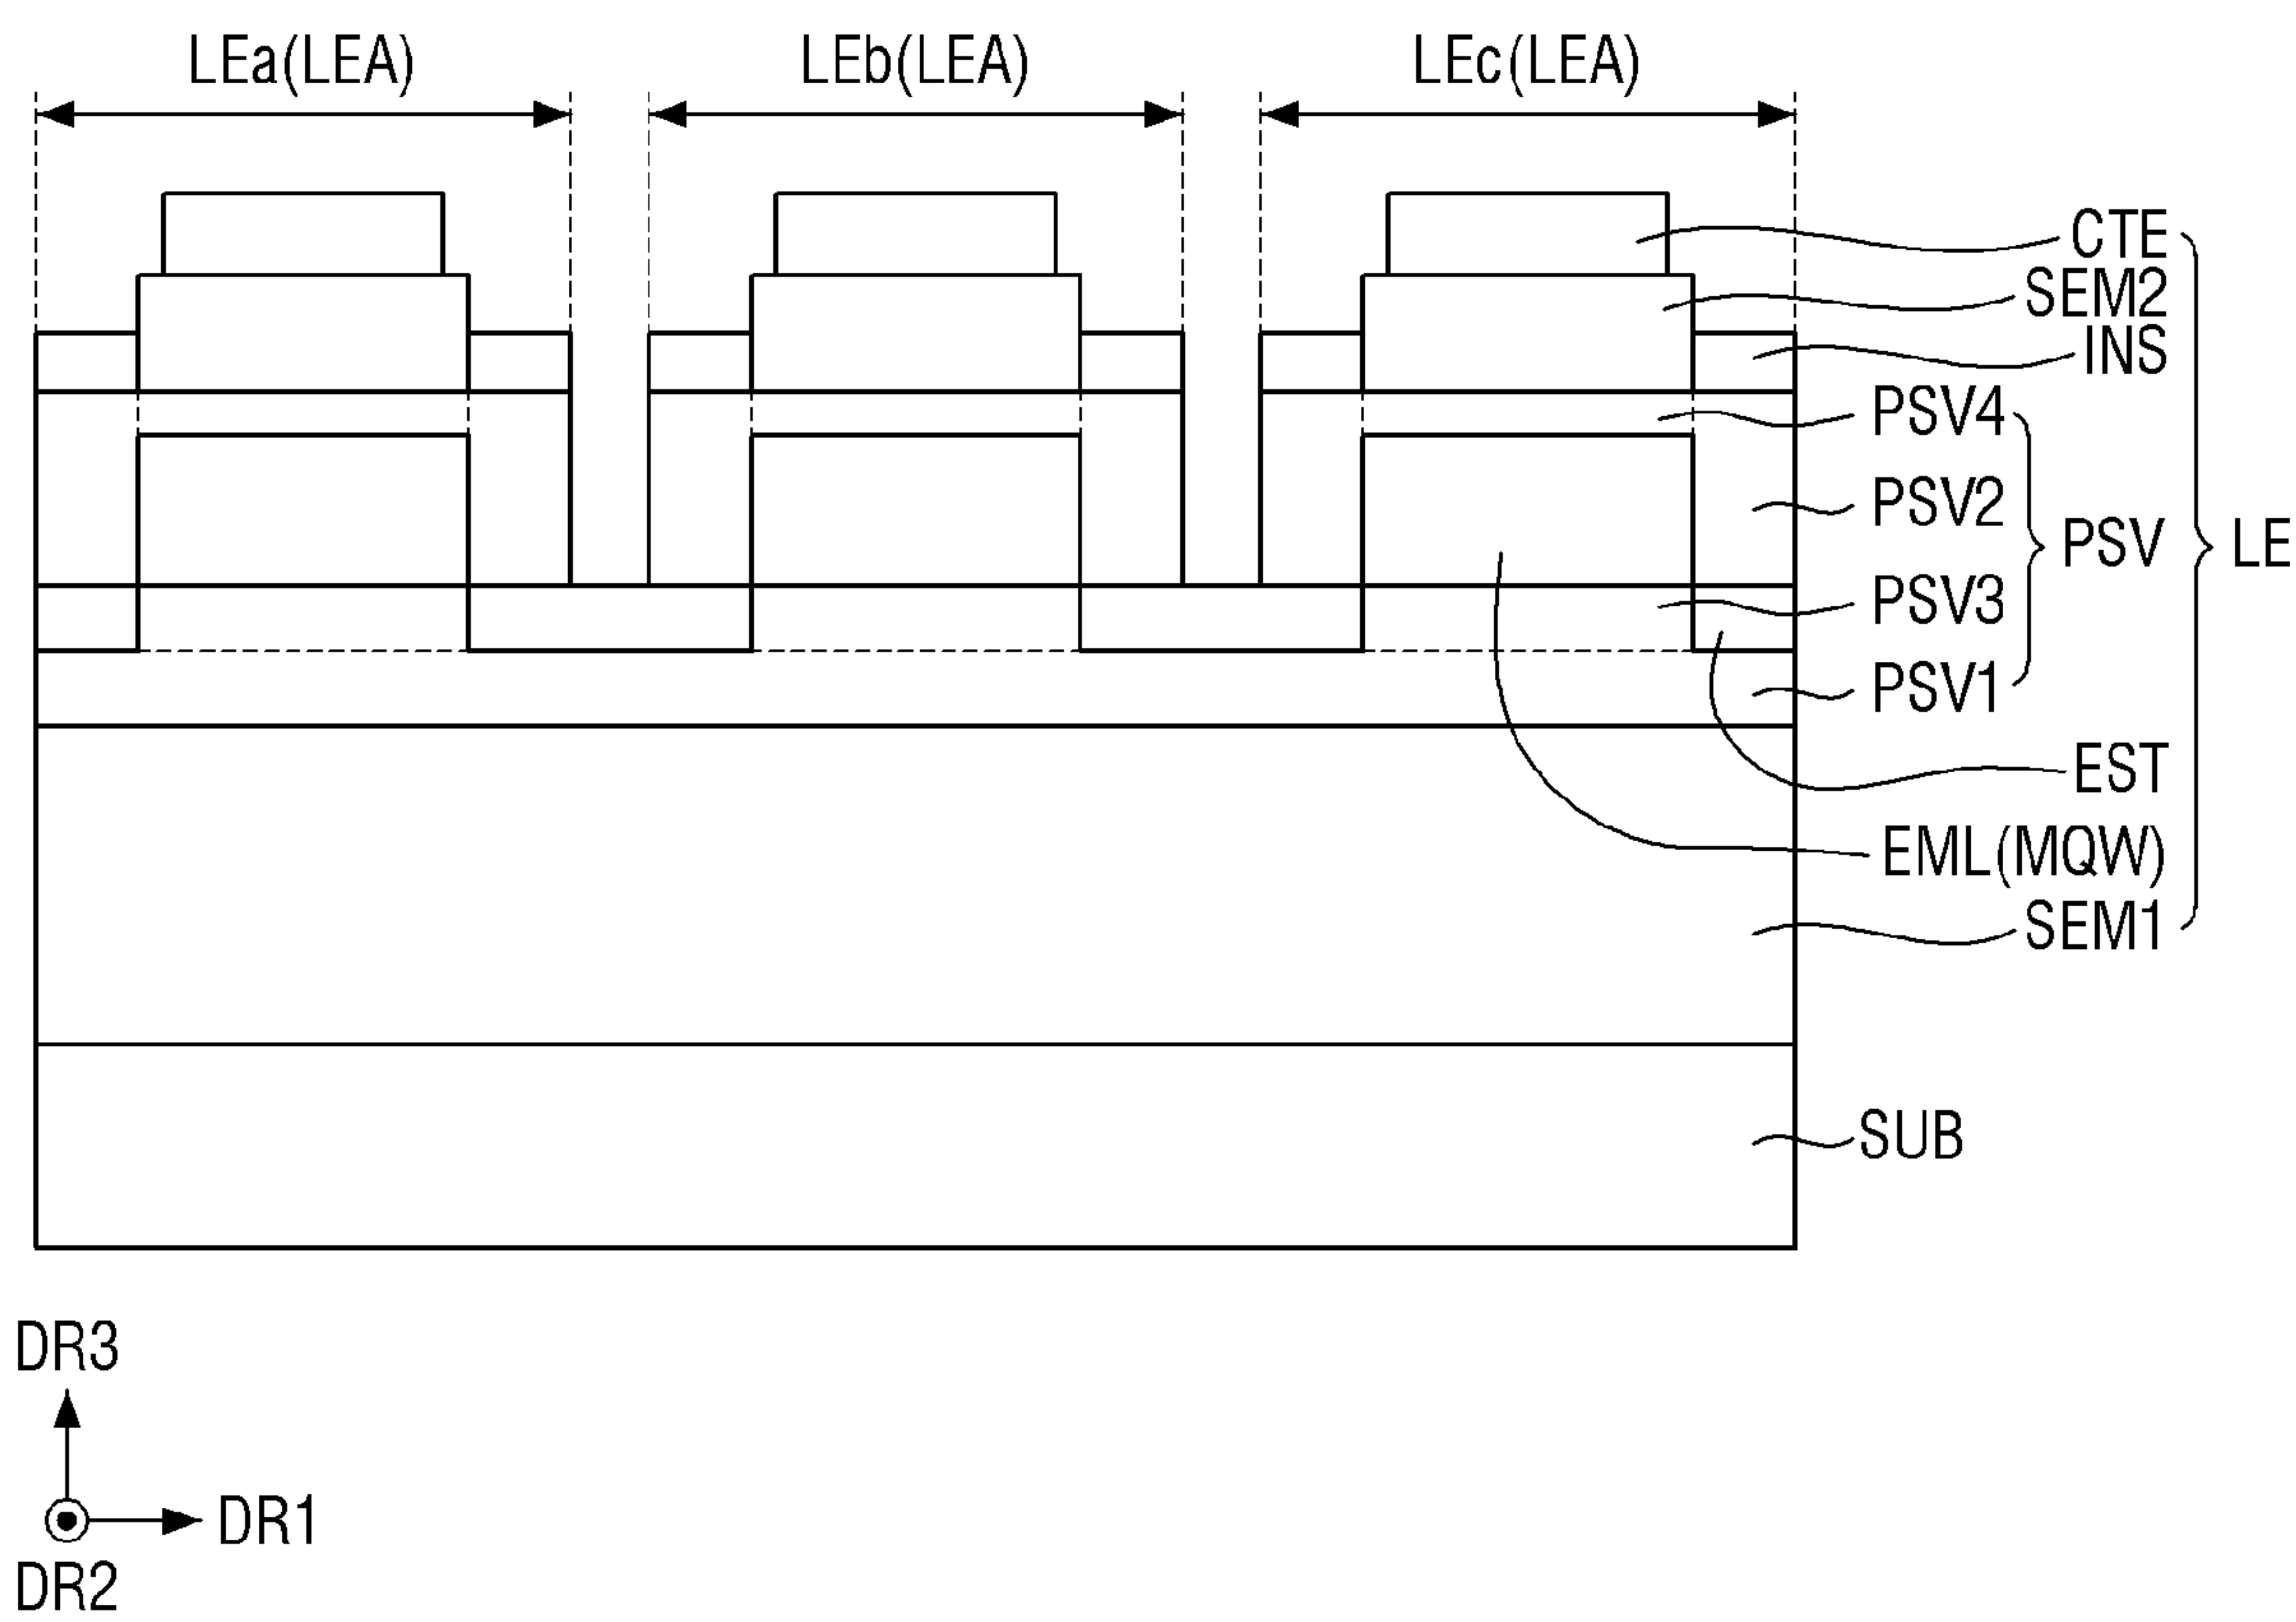 LEa(LEA) LEb(LEA) LEc(LEA)
CTE
SEM2
INS
PSV4
PSV2
PSV LE
PSV3
PSV1
EST
EML(MQW)
SEM1
SUB
DR3
DR1
DR2